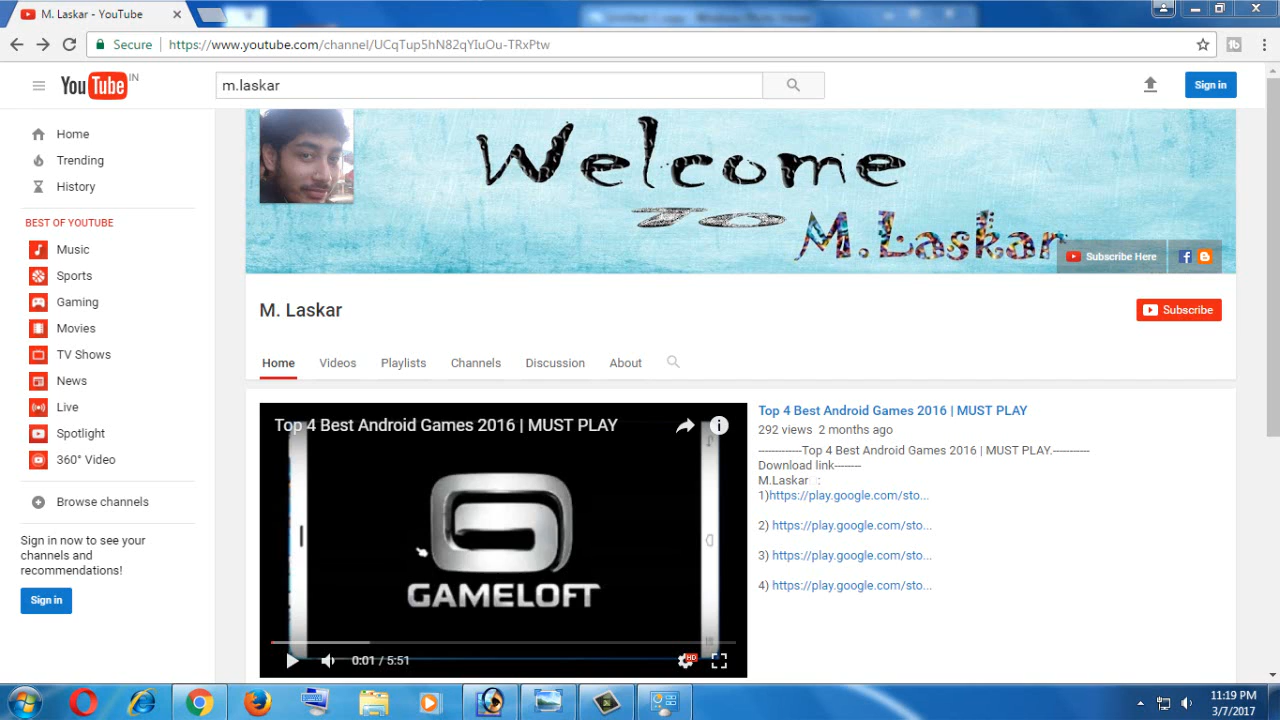 M. Laskar - YouTube
Secure
https://www.youtube.com/channel/UCqTup5hN82qYIuOu-TRxPtw
YouTube IN
m.laskar
Sign in
Home
Trending
History
BEST OF YOUTUBE
Music
Sports
Gaming
Movies
TV Shows
News
Live
Spotlight
360° Video
Browse channels
Sign in now to see your
channels and
recommendations!
Sign in
Welcome
TO
M.Laskar
Subscribe Here
M. Laskar
Subscribe
Home Videos Playlists Channels Discussion About
Top 4 Best Android Games 2016 | MUST PLAY
GAMELOFT
0:01 / 5:51
HD
Top 4 Best Android Games 2016 | MUST PLAY
292 views 2 months ago
-------------Top 4 Best Android Games 2016 | MUST PLAY.-----------
Download link--------
M.Laskar :
1)https://play.google.com/sto...
2) https://play.google.com/sto...
3) https://play.google.com/sto...
4) https://play.google.com/sto...
11:19 PM
3/7/2017